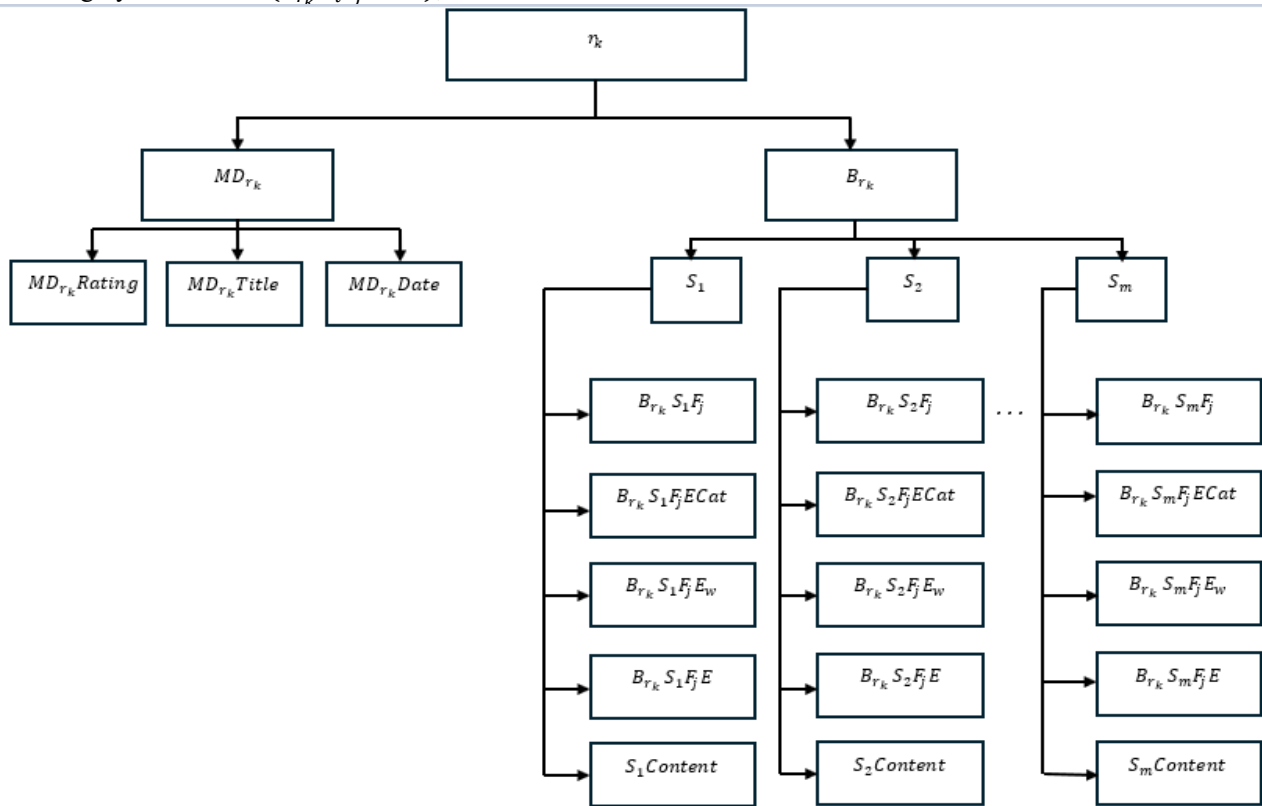 r_k
MD_{r_k}
B_{r_k}
MD_{r_k}Rating
MD_{r_k}Title
MD_{r_k}Date
S_1
S_2
S_m
B_{r_k} S_1F_j
B_{r_k} S_2F_j
. . .
B_{r_k} S_mF_j
B_{r_k} S_1F_jECat
B_{r_k} S_2F_jECat
B_{r_k} S_mF_jECat
B_{r_k} S_1F_jE_w
B_{r_k} S_2F_jE_w
B_{r_k} S_mF_jE_w
B_{r_k} S_1F_jE
B_{r_k} S_2F_jE
B_{r_k} S_mF_jE
S_1Content
S_2Content
S_mContent